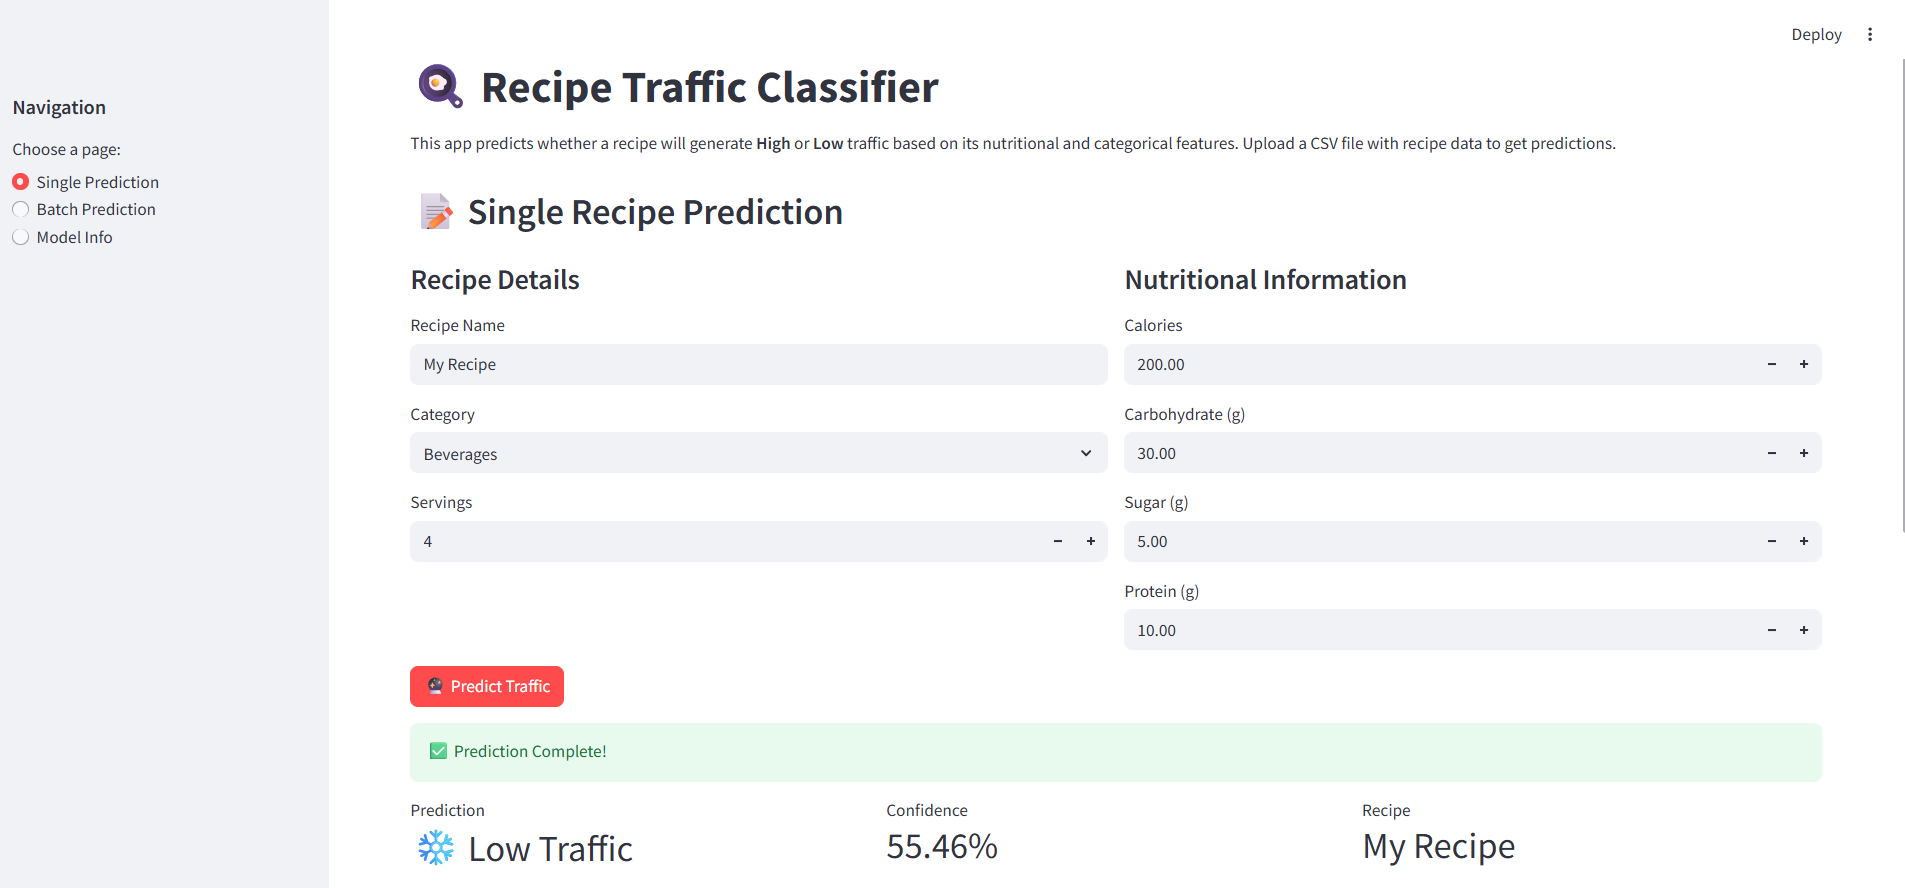 Deploy
Navigation
Choose a page:
Single Prediction
Batch Prediction
Model Info
Recipe Traffic Classifier
This app predicts whether a recipe will generate High or Low traffic based on its nutritional and categorical features. Upload a CSV file with recipe data to get predictions.
Single Recipe Prediction
Recipe Details
Recipe Name
My Recipe
Category
Beverages
Servings
4
Nutritional Information
Calories
200.00
Carbohydrate (g)
30.00
Sugar (g)
5.00
Protein (g)
10.00
Predict Traffic
Prediction Complete!
Prediction
Low Traffic
Confidence
55.46%
Recipe
My Recipe